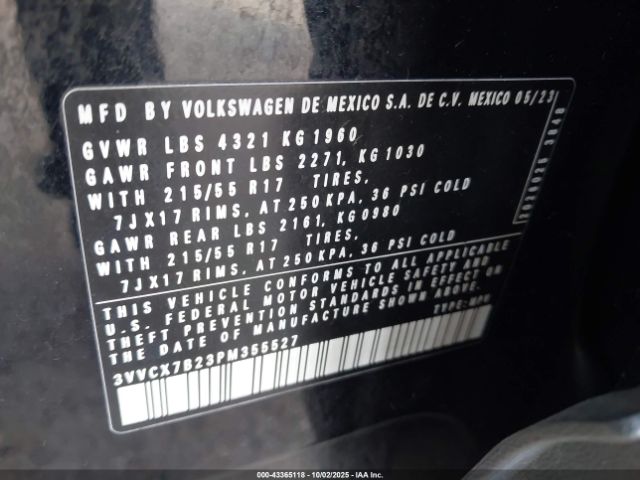 MFD BY VOLKSWAGEN DE MEXICO S.A. DE C.V. MEXICO 05/23
GVWR LBS 4321 KG 1960
GAWR FRONT LBS 2271, KG 1030
WITH 215/55 R17 TIRES,
7JX17 RIMS, AT 250 KPA, 36 PSI COLD
GAWR REAR LBS 2161, KG 0980
WITH 215/55 R17 TIRES,
7JX17 RIMS, AT 250 KPA, 36 PSI COLD
THIS VEHICLE CONFORMS TO ALL APPLICABLE
U.S. FEDERAL MOTOR VEHICLE SAFETY AND
THEFT PREVENTION STANDARDS IN EFFECT ON
THE DATE OF MANUFACTURE SHOWN ABOVE.
TYPE: MPV
3VVCX7B23PM355527
000-43365118 - 10/02/2025 - IAA Inc.